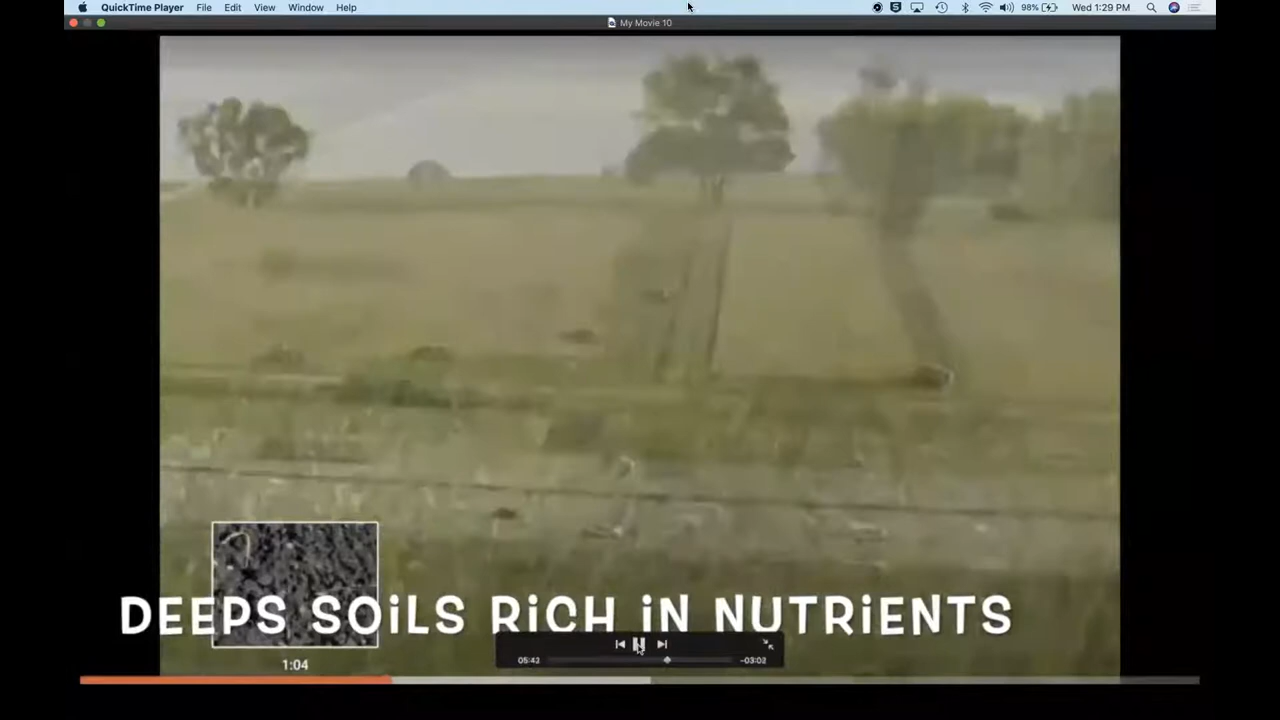 QuickTime Player File Edit View Window Help 98% Wed 1:29 PM
My Movie 10
DEEPS SOiLS RiCH iN NUTRiENTS
1:04
05:42 -03:02